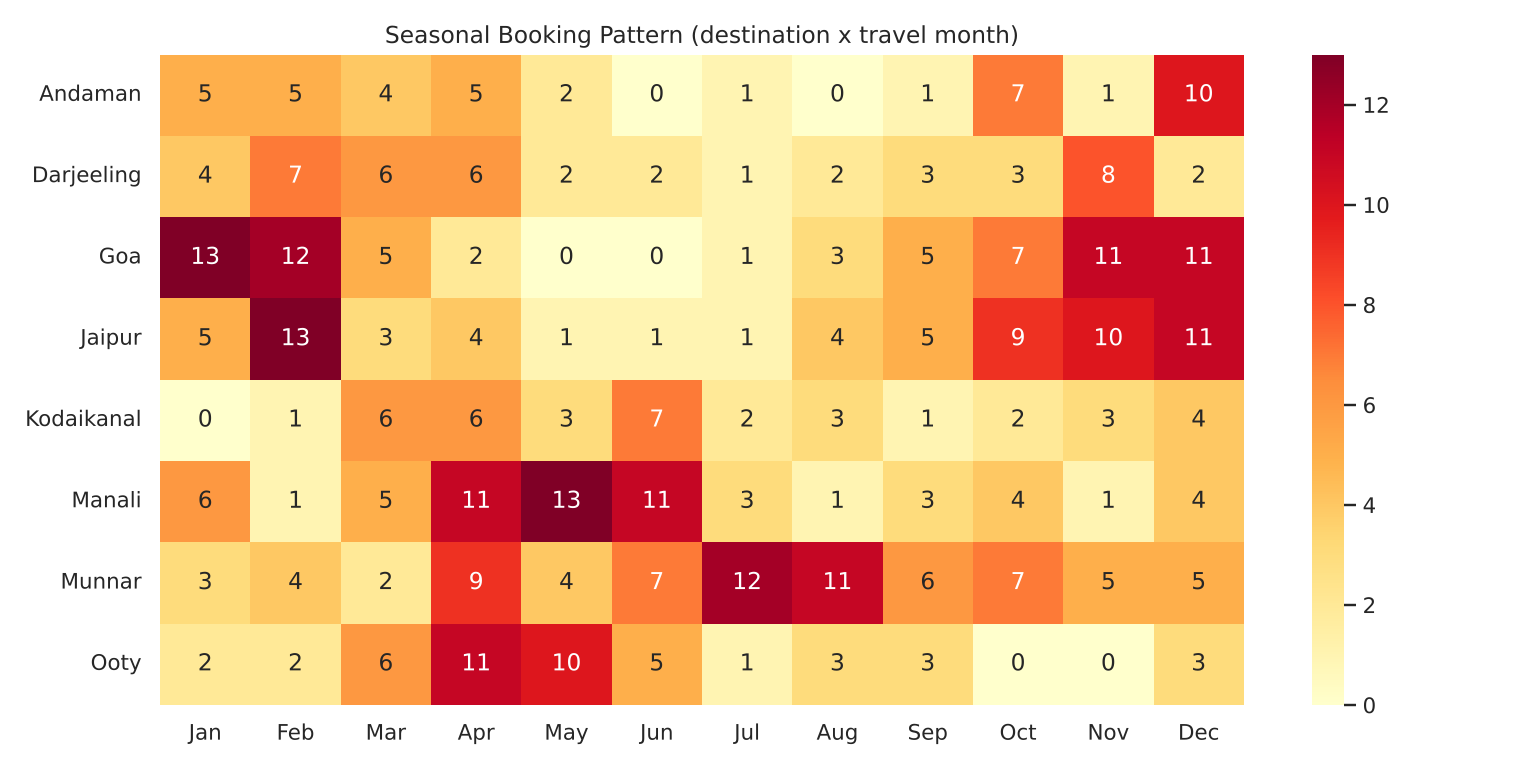 Seasonal Booking Pattern (destination x travel month)
Andaman 5 5 4 5 2 0 1 0 1 7 1 10
Darjeeling 4 7 6 6 2 2 1 2 3 3 8 2
Goa 13 12 5 2 0 0 1 3 5 7 11 11
Jaipur 5 13 3 4 1 1 1 4 5 9 10 11
Kodaikanal 0 1 6 6 3 7 2 3 1 2 3 4
Manali 6 1 5 11 13 11 3 1 3 4 1 4
Munnar 3 4 2 9 4 7 12 11 6 7 5 5
Ooty 2 2 6 11 10 5 1 3 3 0 0 3
Jan Feb Mar Apr May Jun Jul Aug Sep Oct Nov Dec
12
10
8
6
4
2
0